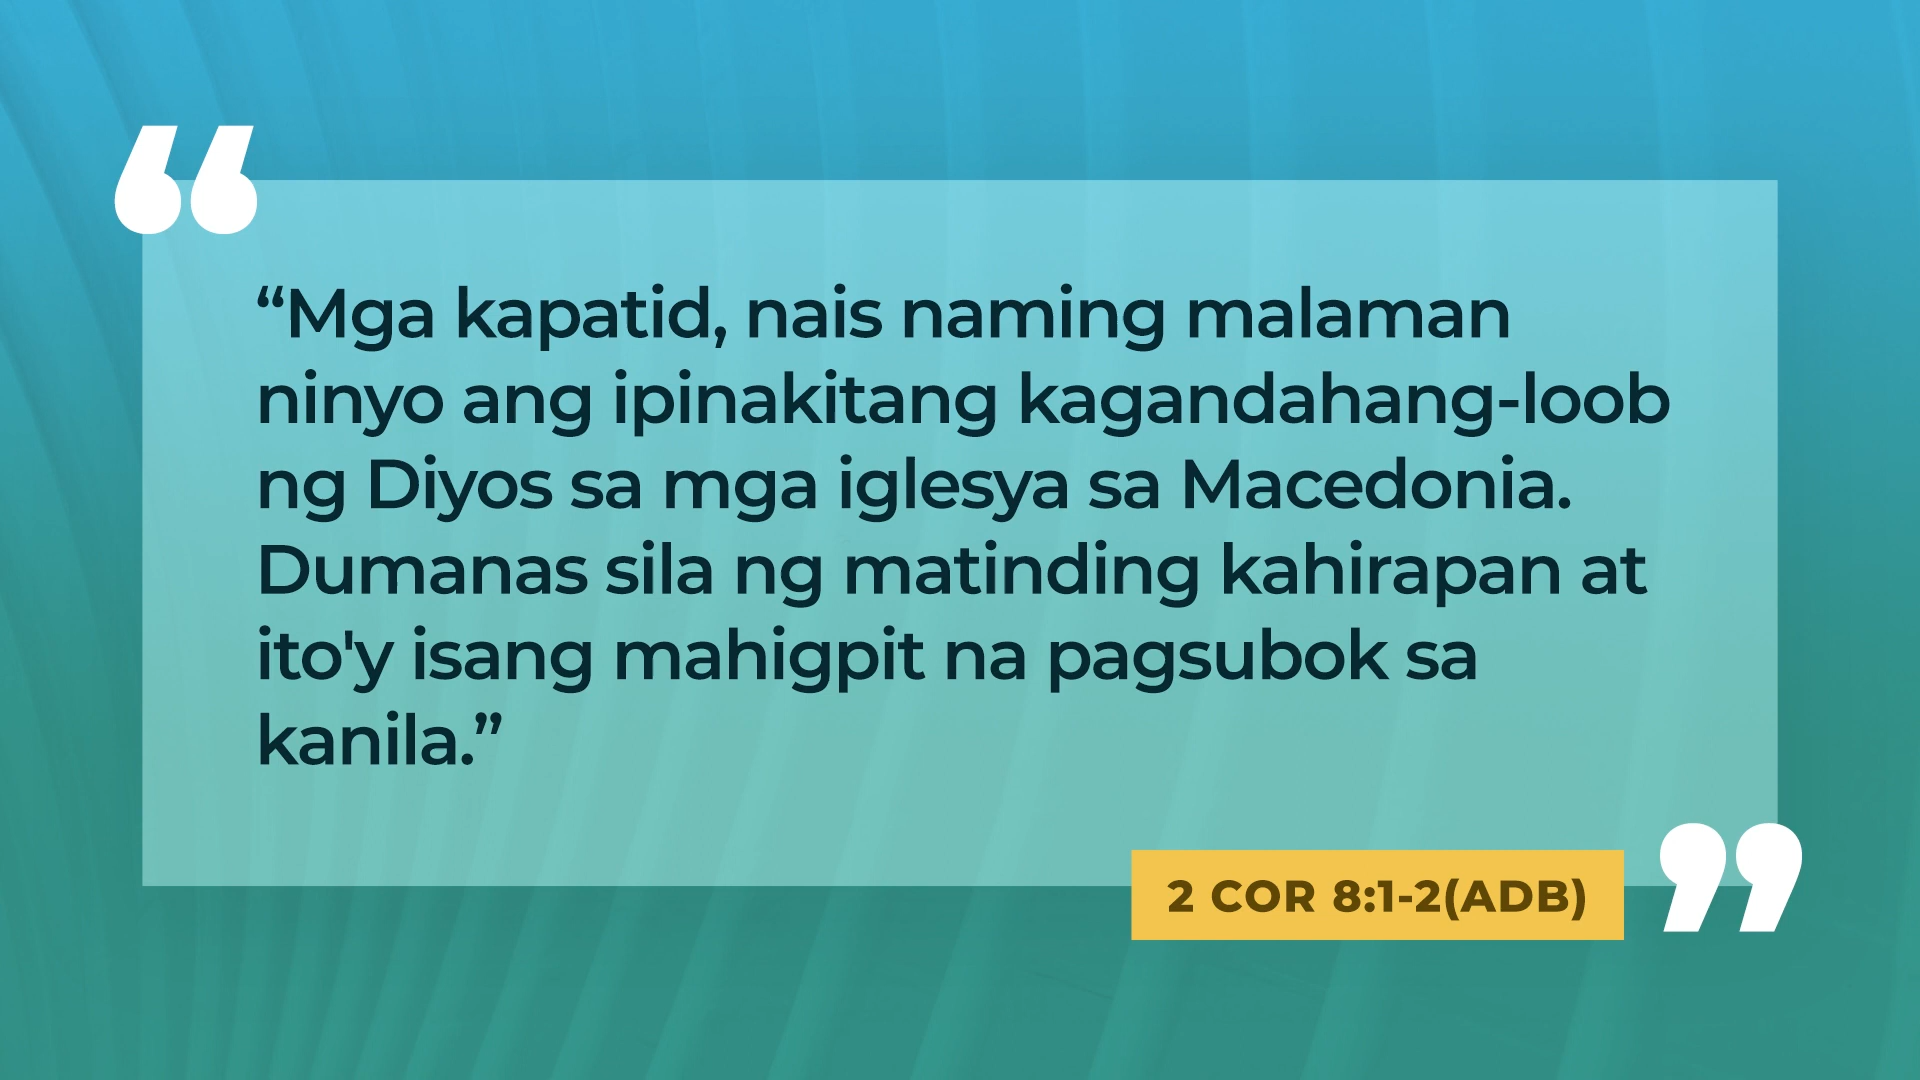 “Mga kapatid, nais naming malaman
ninyo ang ipinakitang kagandahang-loob
ng Diyos sa mga iglesya sa Macedonia.
Dumanas sila ng matinding kahirapan at
ito'y isang mahigpit na pagsubok sa
kanila.”
2 COR 8:1-2(ADB)